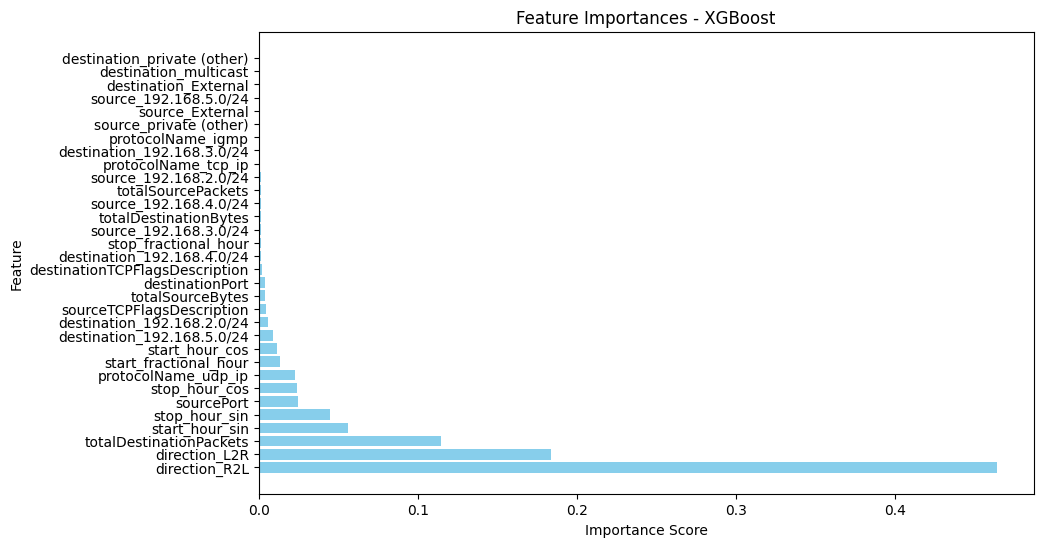 Feature Importances - XGBoost
Feature
destination_private (other)
destination_multicast
destination_External
source_192.168.5.0/24
source_External
source_private (other)
protocolName_igmp
destination_192.168.3.0/24
protocolName_tcp_ip
source_192.168.2.0/24
totalSourcePackets
source_192.168.4.0/24
totalDestinationBytes
source_192.168.3.0/24
stop_fractional_hour
destination_192.168.4.0/24
destinationTCPFlagsDescription
destinationPort
totalSourceBytes
sourceTCPFlagsDescription
destination_192.168.2.0/24
destination_192.168.5.0/24
start_hour_cos
start_fractional_hour
protocolName_udp_ip
stop_hour_cos
sourcePort
stop_hour_sin
start_hour_sin
totalDestinationPackets
direction_L2R
direction_R2L
0.0 0.1 0.2 0.3 0.4
Importance Score